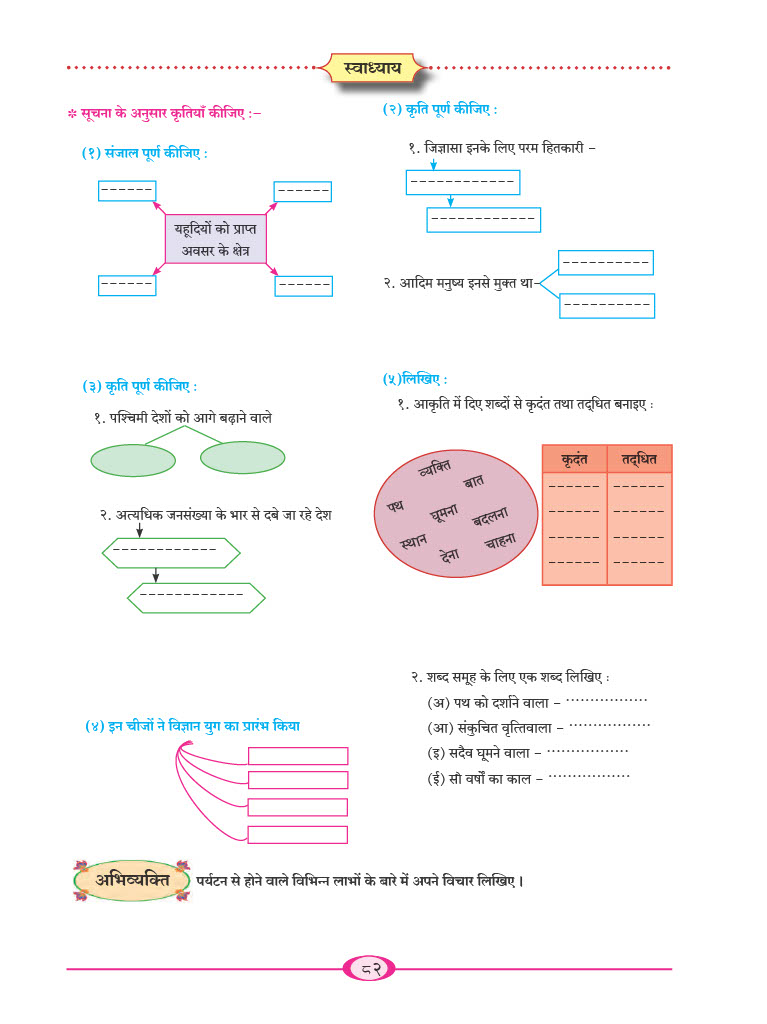 स्वाध्याय
* सूचना के अनुसार कृतियाँ कीजिए :-
(१) संजाल पूर्ण कीजिए :
यहूदियों को प्राप्त
अवसर के क्षेत्र
(२) कृति पूर्ण कीजिए :
१. जिज्ञासा इनके लिए परम हितकारी -
२. आदिम मनुष्य इनसे मुक्त था-
(३) कृति पूर्ण कीजिए :
१. पश्चिमी देशों को आगे बढ़ाने वाले
२. अत्यधिक जनसंख्या के भार से दबे जा रहे देश
(४) इन चीजों ने विज्ञान युग का प्रारंभ किया
(५)लिखिए :
१. आकृति में दिए शब्दों से कृदंत तथा तद्धित बनाइए :
व्यक्ति
बात
पथ
घूमना
बदलना
स्थान
देना
चाहना
कृदंत तद्धित
२. शब्द समूह के लिए एक शब्द लिखिए :
(अ) पथ को दर्शाने वाला - .................
(आ) संकुचित वृत्तिवाला - .................
(इ) सदैव घूमने वाला - .................
(ई) सौ वर्षों का काल - .................
अभिव्यक्ति
पर्यटन से होने वाले विभिन्न लाभों के बारे में अपने विचार लिखिए ।
८२